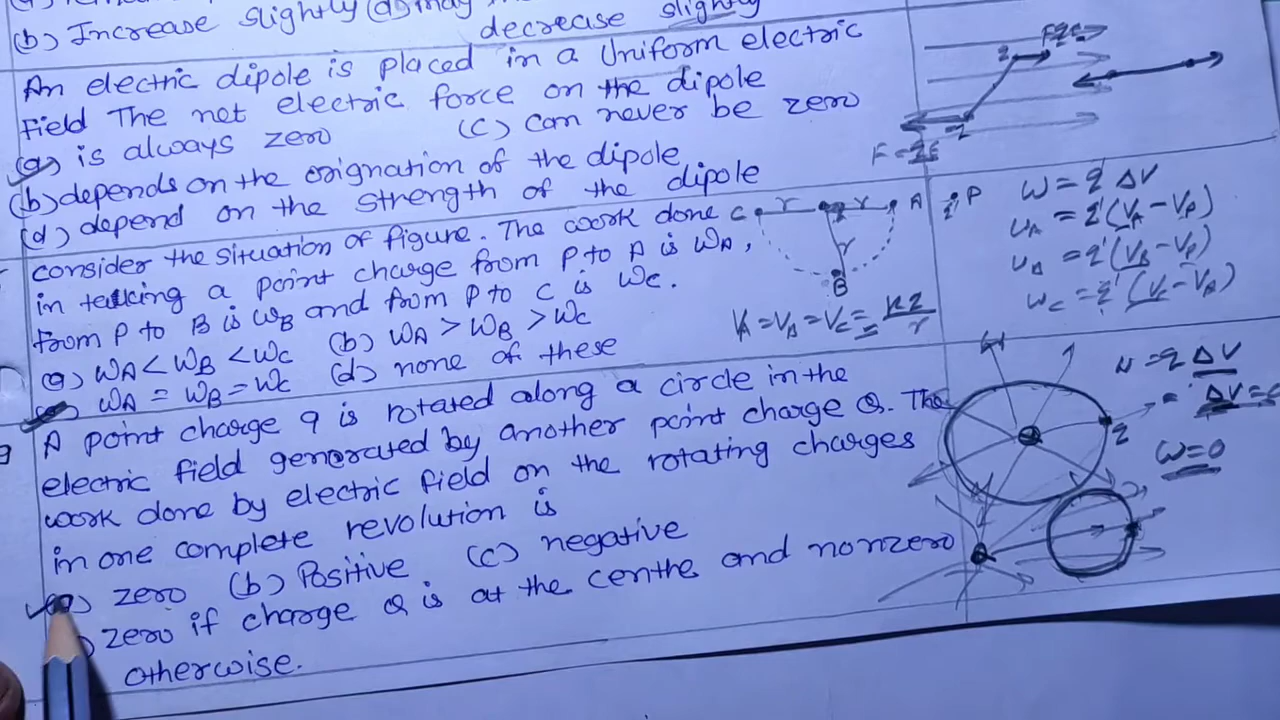 (b) Increase slightly (d) may
decrease slightly
An electric dipole is placed in a Uniform electric
Field The net electric force on the dipole
(a) is always zero (c) can never be zero
(b) depends on the orignation of the dipole
(d) depend on the strength of the dipole
consider the situation of figure. The work done
in taking a point charge from P to A is WA,
from P to B is WB and from P to C is Wc.
(a) WA < WB < Wc (b) WA > WB > Wc
(c) WA = WB = Wc (d) none of these
A point charge q is rotated along a circle in the
electric field generated by another point charge Q. The
work done by electric field on the rotating charges
in one complete revolution is
(a) zero (b) Positive (c) negative
) zero if charge Q is at the centre and nonzero
otherwise.
C r r A
r
B
P
VA = VB = Vc = Kq/r
W = q' ΔV
= q'(VA - VP)
= q'(VB - VP)
Wc = q'
= q ΔV
W=0